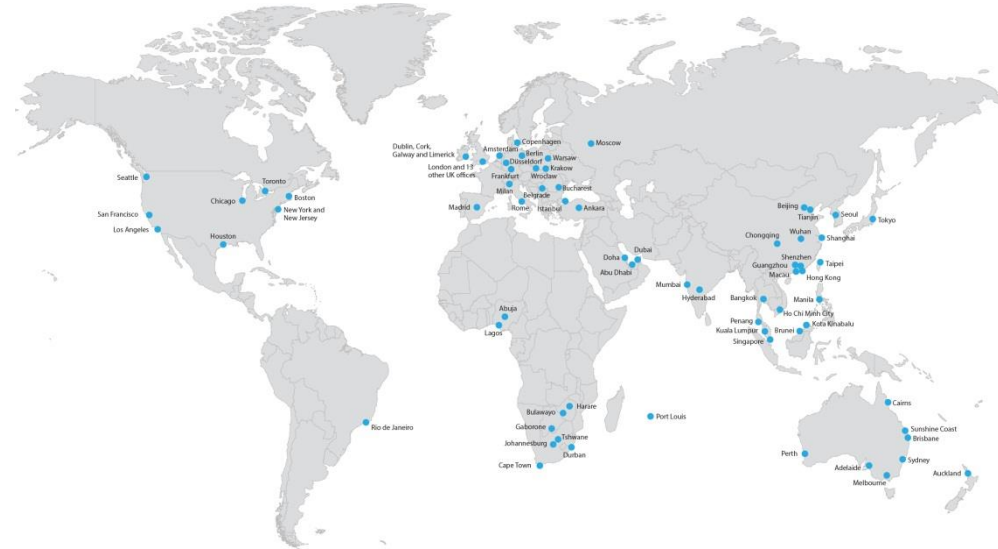 Seattle
San Francisco
Los Angeles
Houston
Chicago
Toronto
Boston
New York and
New Jersey
Rio de Janeiro
Dublin, Cork,
Galway and Limerick
London and 13
other UK offices
Amsterdam
Copenhagen
Berlin
Düsseldorf
Frankfurt
Warsaw
Krakow
Wroclaw
Milan
Belgrade
Bucharest
Madrid
Rome
Istanbul
Ankara
Moscow
Doha
Dubai
Abu Dhabi
Abuja
Lagos
Harare
Bulawayo
Gaborone
Johannesburg
Tshwane
Durban
Cape Town
Port Louis
Mumbai
Hyderabad
Beijing
Tianjin
Seoul
Tokyo
Chongqing
Wuhan
Shanghai
Shenzhen
Guangzhou
Macau
Hong Kong
Taipei
Bangkok
Manila
Ho Chi Minh City
Penang
Kuala Lumpur
Singapore
Brunei
Kota Kinabalu
Cairns
Sunshine Coast
Brisbane
Perth
Adelaide
Sydney
Melbourne
Auckland